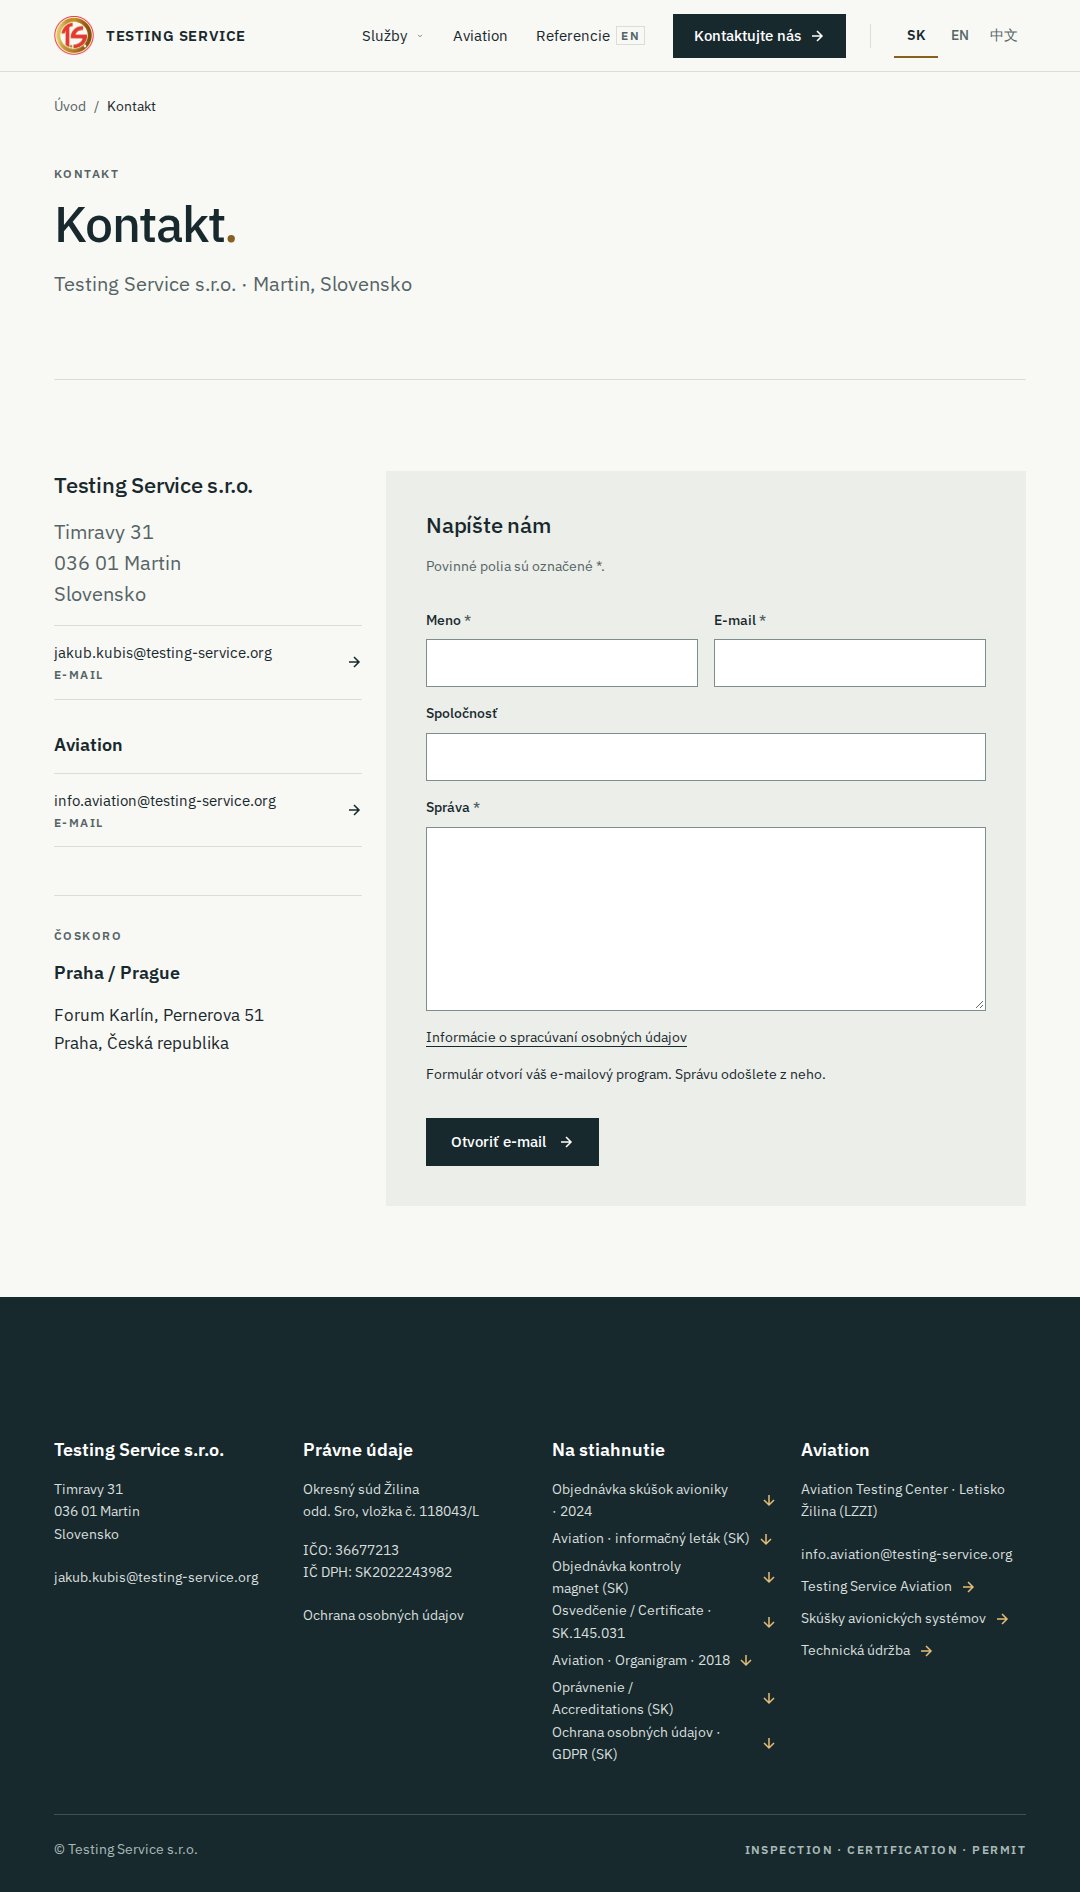 TESTING SERVICE
Služby
Aviation
Referencie EN
Kontaktujte nás
SK
EN
中文
Úvod / Kontakt
KONTAKT
Kontakt.
Testing Service s.r.o. · Martin, Slovensko
Testing Service s.r.o.
Timravy 31
036 01 Martin
Slovensko
jakub.kubis@testing-service.org
E-MAIL
Aviation
info.aviation@testing-service.org
E-MAIL
ČOSKORO
Praha / Prague
Forum Karlín, Pernerova 51
Praha, Česká republika
Napíšte nám
Povinné polia sú označené *.
Meno *
E-mail *
Spoločnosť
Správa *
Informácie o spracúvaní osobných údajov
Formulár otvorí váš e-mailový program. Správu odošlete z neho.
Otvoriť e-mail
Testing Service s.r.o.
Timravy 31
036 01 Martin
Slovensko
jakub.kubis@testing-service.org
Právne údaje
Okresný súd Žilina
odd. Sro, vložka č. 118043/L
IČO: 36677213
IČ DPH: SK2022243982
Ochrana osobných údajov
Na stiahnutie
Objednávka skúšok avioniky
· 2024
Aviation · informačný leták (SK)
Objednávka kontroly
magnet (SK)
Osvedčenie / Certificate ·
SK.145.031
Aviation · Organigram · 2018
Oprávnenie /
Accreditations (SK)
Ochrana osobných údajov ·
GDPR (SK)
Aviation
Aviation Testing Center · Letisko
Žilina (LZZI)
info.aviation@testing-service.org
Testing Service Aviation
Skúšky avionických systémov
Technická údržba
© Testing Service s.r.o.
INSPECTION · CERTIFICATION · PERMIT